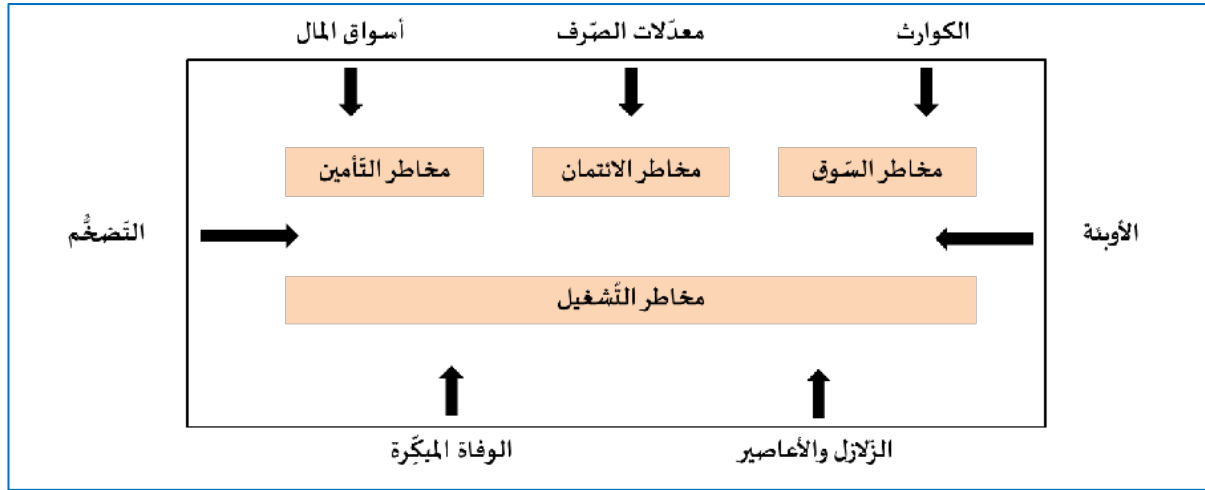 الكوارث
معدّلات الصّرف
أسواق المال
مخاطر السّوق
مخاطر الائتمان
مخاطر التّأمين
الأوبئة
التّضخُّم
مخاطر التّشغيل
الزّلازل والأعاصير
الوفاة المبكِّرة